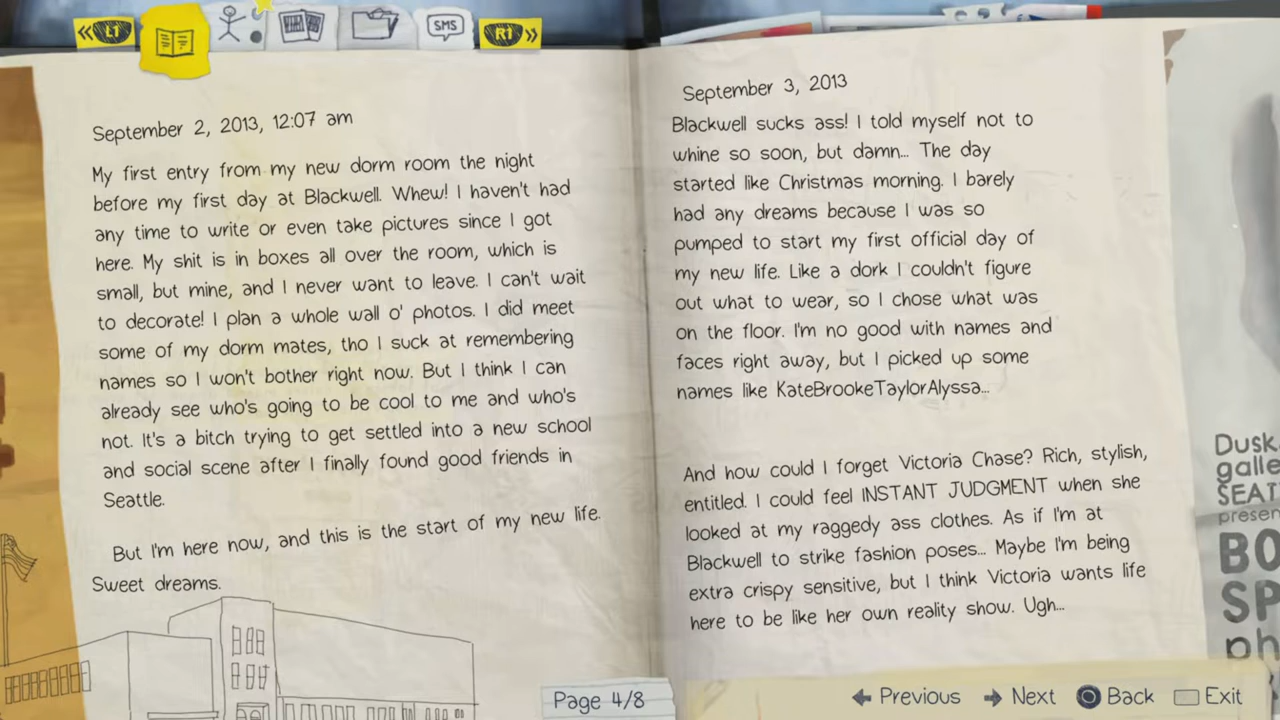 L1
SMS
R1
September 2, 2013, 12:07 am
My first entry from my new dorm room the night
before my first day at Blackwell. Whew! I haven't had
any time to write or even take pictures since I got
here. My shit is in boxes all over the room, which is
small, but mine, and I never want to leave. I can't wait
to decorate! I plan a whole wall o' photos. I did meet
some of my dorm mates, tho I suck at remembering
names so I won't bother right now. But I think I can
already see who's going to be cool to me and who's
not. It's a bitch trying to get settled into a new school
and social scene after I finally found good friends in
Seattle.
But I'm here now, and this is the start of my new life.
Sweet dreams.
September 3, 2013
Blackwell sucks ass! I told myself not to
whine so soon, but damn... The day
started like Christmas morning. I barely
had any dreams because I was so
pumped to start my first official day of
my new life. Like a dork I couldn't figure
out what to wear, so I chose what was
on the floor. I'm no good with names and
faces right away, but I picked up some
names like KateBrookeTaylorAlyssa...
And how could I forget Victoria Chase? Rich, stylish,
entitled. I could feel INSTANT JUDGMENT when she
looked at my raggedy ass clothes. As if I'm at
Blackwell to strike fashion poses... Maybe I'm being
extra crispy sensitive, but I think Victoria wants life
here to be like her own reality show. Ugh...
Dusk
galle
SEAT
presen
BO
SP
ph
Page 4/8
Previous
Next
Back
Exit